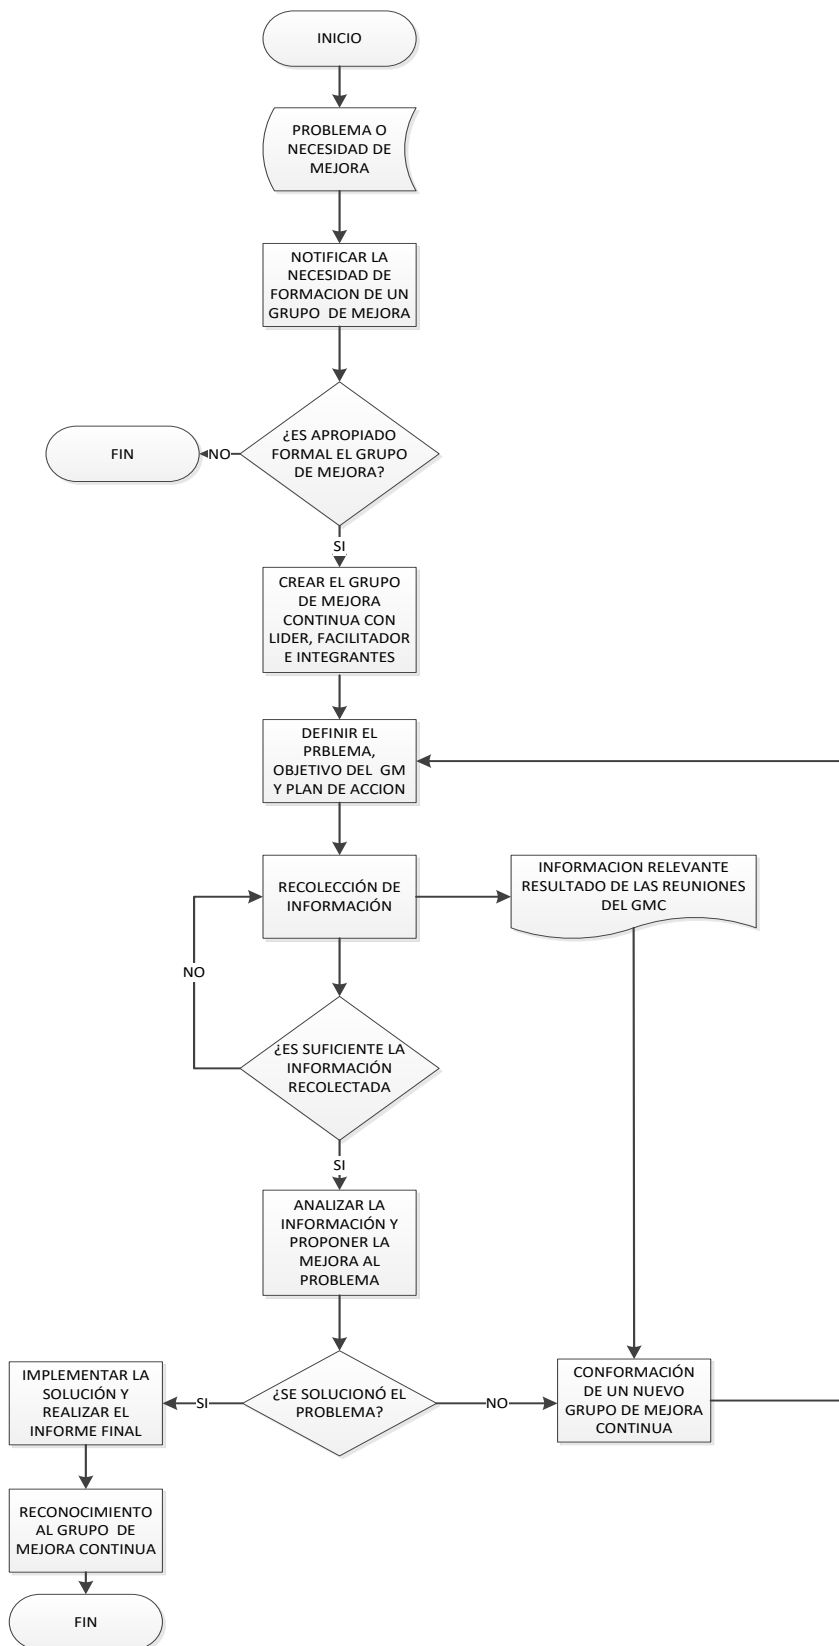 INICIO
PROBLEMA O
NECESIDAD DE
MEJORA
NOTIFICAR LA
NECESIDAD DE
FORMACION DE UN
GRUPO DE MEJORA
¿ES APROPIADO
FORMAL EL GRUPO
DE MEJORA?
NO
FIN
SI
CREAR EL GRUPO
DE MEJORA
CONTINUA CON
LIDER, FACILITADOR
E INTEGRANTES
DEFINIR EL
PRBLEMA,
OBJETIVO DEL GM
Y PLAN DE ACCION
RECOLECCIÓN DE
INFORMACIÓN
INFORMACION RELEVANTE
RESULTADO DE LAS REUNIONES
DEL GMC
NO
¿ES SUFICIENTE LA
INFORMACIÓN
RECOLECTADA
SI
ANALIZAR LA
INFORMACIÓN Y
PROPONER LA
MEJORA AL
PROBLEMA
¿SE SOLUCIONÓ EL
PROBLEMA?
SI
NO
IMPLEMENTAR LA
SOLUCIÓN Y
REALIZAR EL
INFORME FINAL
CONFORMACIÓN
DE UN NUEVO
GRUPO DE MEJORA
CONTINUA
RECONOCIMIENTO
AL GRUPO DE
MEJORA CONTINUA
FIN